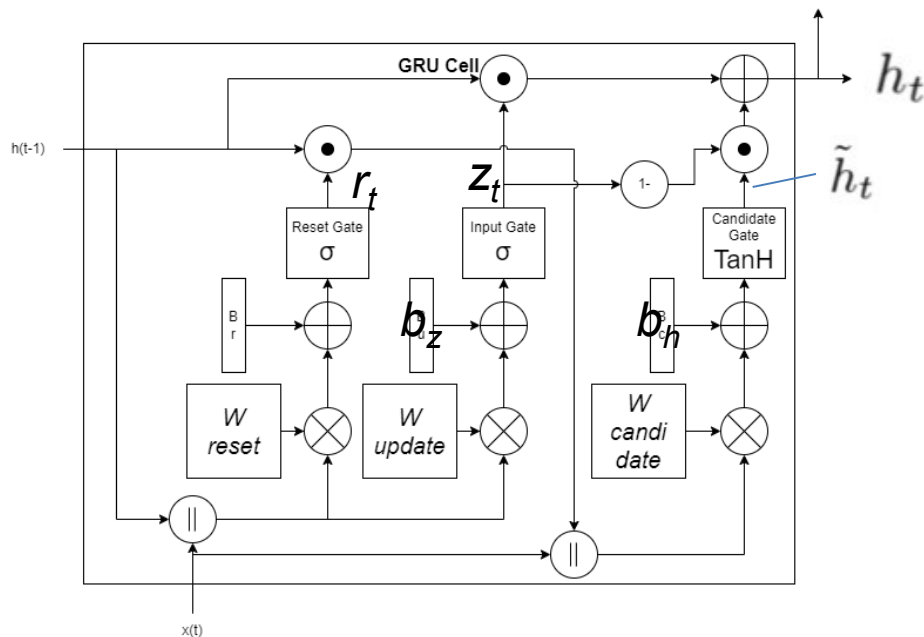 GRU Cell
h_t
h(t-1)
r_t
z_t
1-
h̃_t
Reset Gate
σ
Input Gate
σ
Candidate
Gate
TanH
B
r
b_z
b_h
W
reset
W
update
W
candi
date
||
||
x(t)